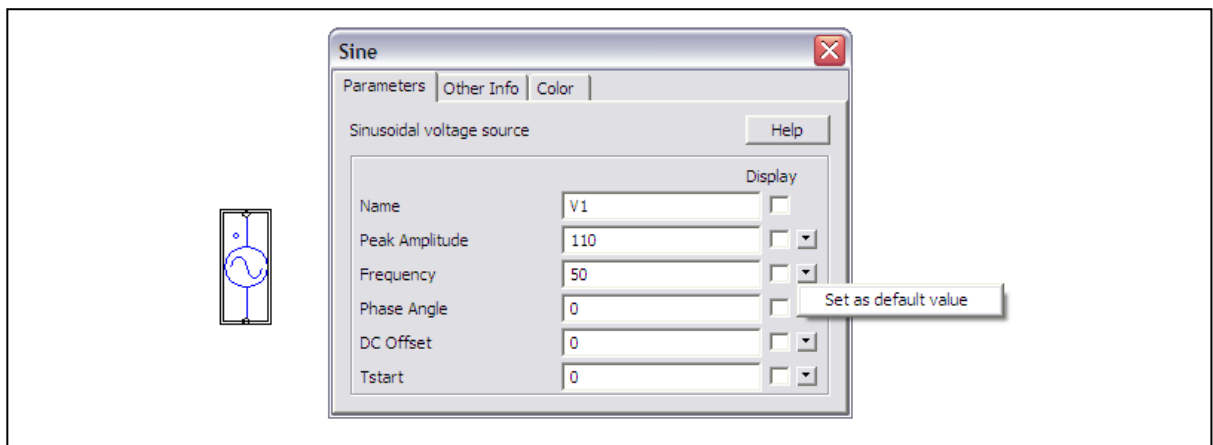 Sine
Parameters Other Info Color
Sinusoidal voltage source Help
Display
Name V1
Peak Amplitude 110
Frequency 50
Set as default value
Phase Angle 0
DC Offset 0
Tstart 0